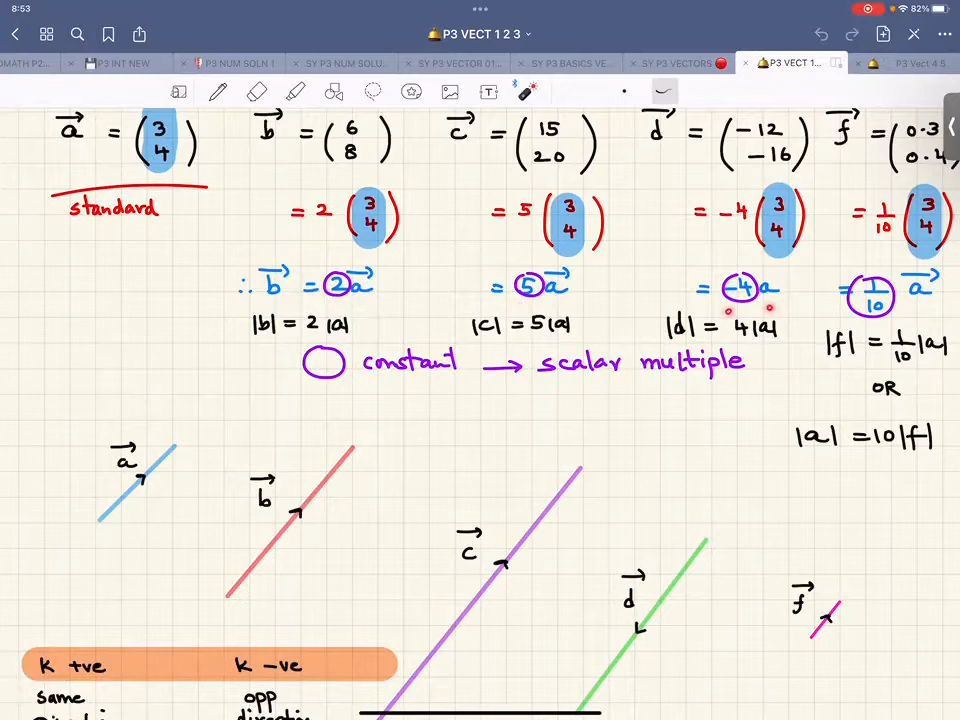 8:53
82%
🔔P3 VECT 1 2 3
OMATH P2...
P3 INT NEW
P3 NUM SQLN 1
SY P3 NUM SOLU...
SY P3 VECTOR 01...
SY P3 BASICS VE...
SY P3 VECTORS 🔴
🔔P3 VECT 1...
P3 Vect 4 S
a = (3 4) b = (6 8) c = (15 20) d = (-12 -16) f = (0.3 0.4
standard = 2 (3 4) = 5 (3 4) = -4 (3 4) = 1/10 (3 4)
∴ b = 2a = 5a = -4a = 1/10 a
|b| = 2|a| |c| = 5|a| |d| = 4|a| |f| = 1/10 |a|
constant → scalar multiple
OR
|a| = 10|f|
a
b
c
d
f
K +ve K -ve
same opp